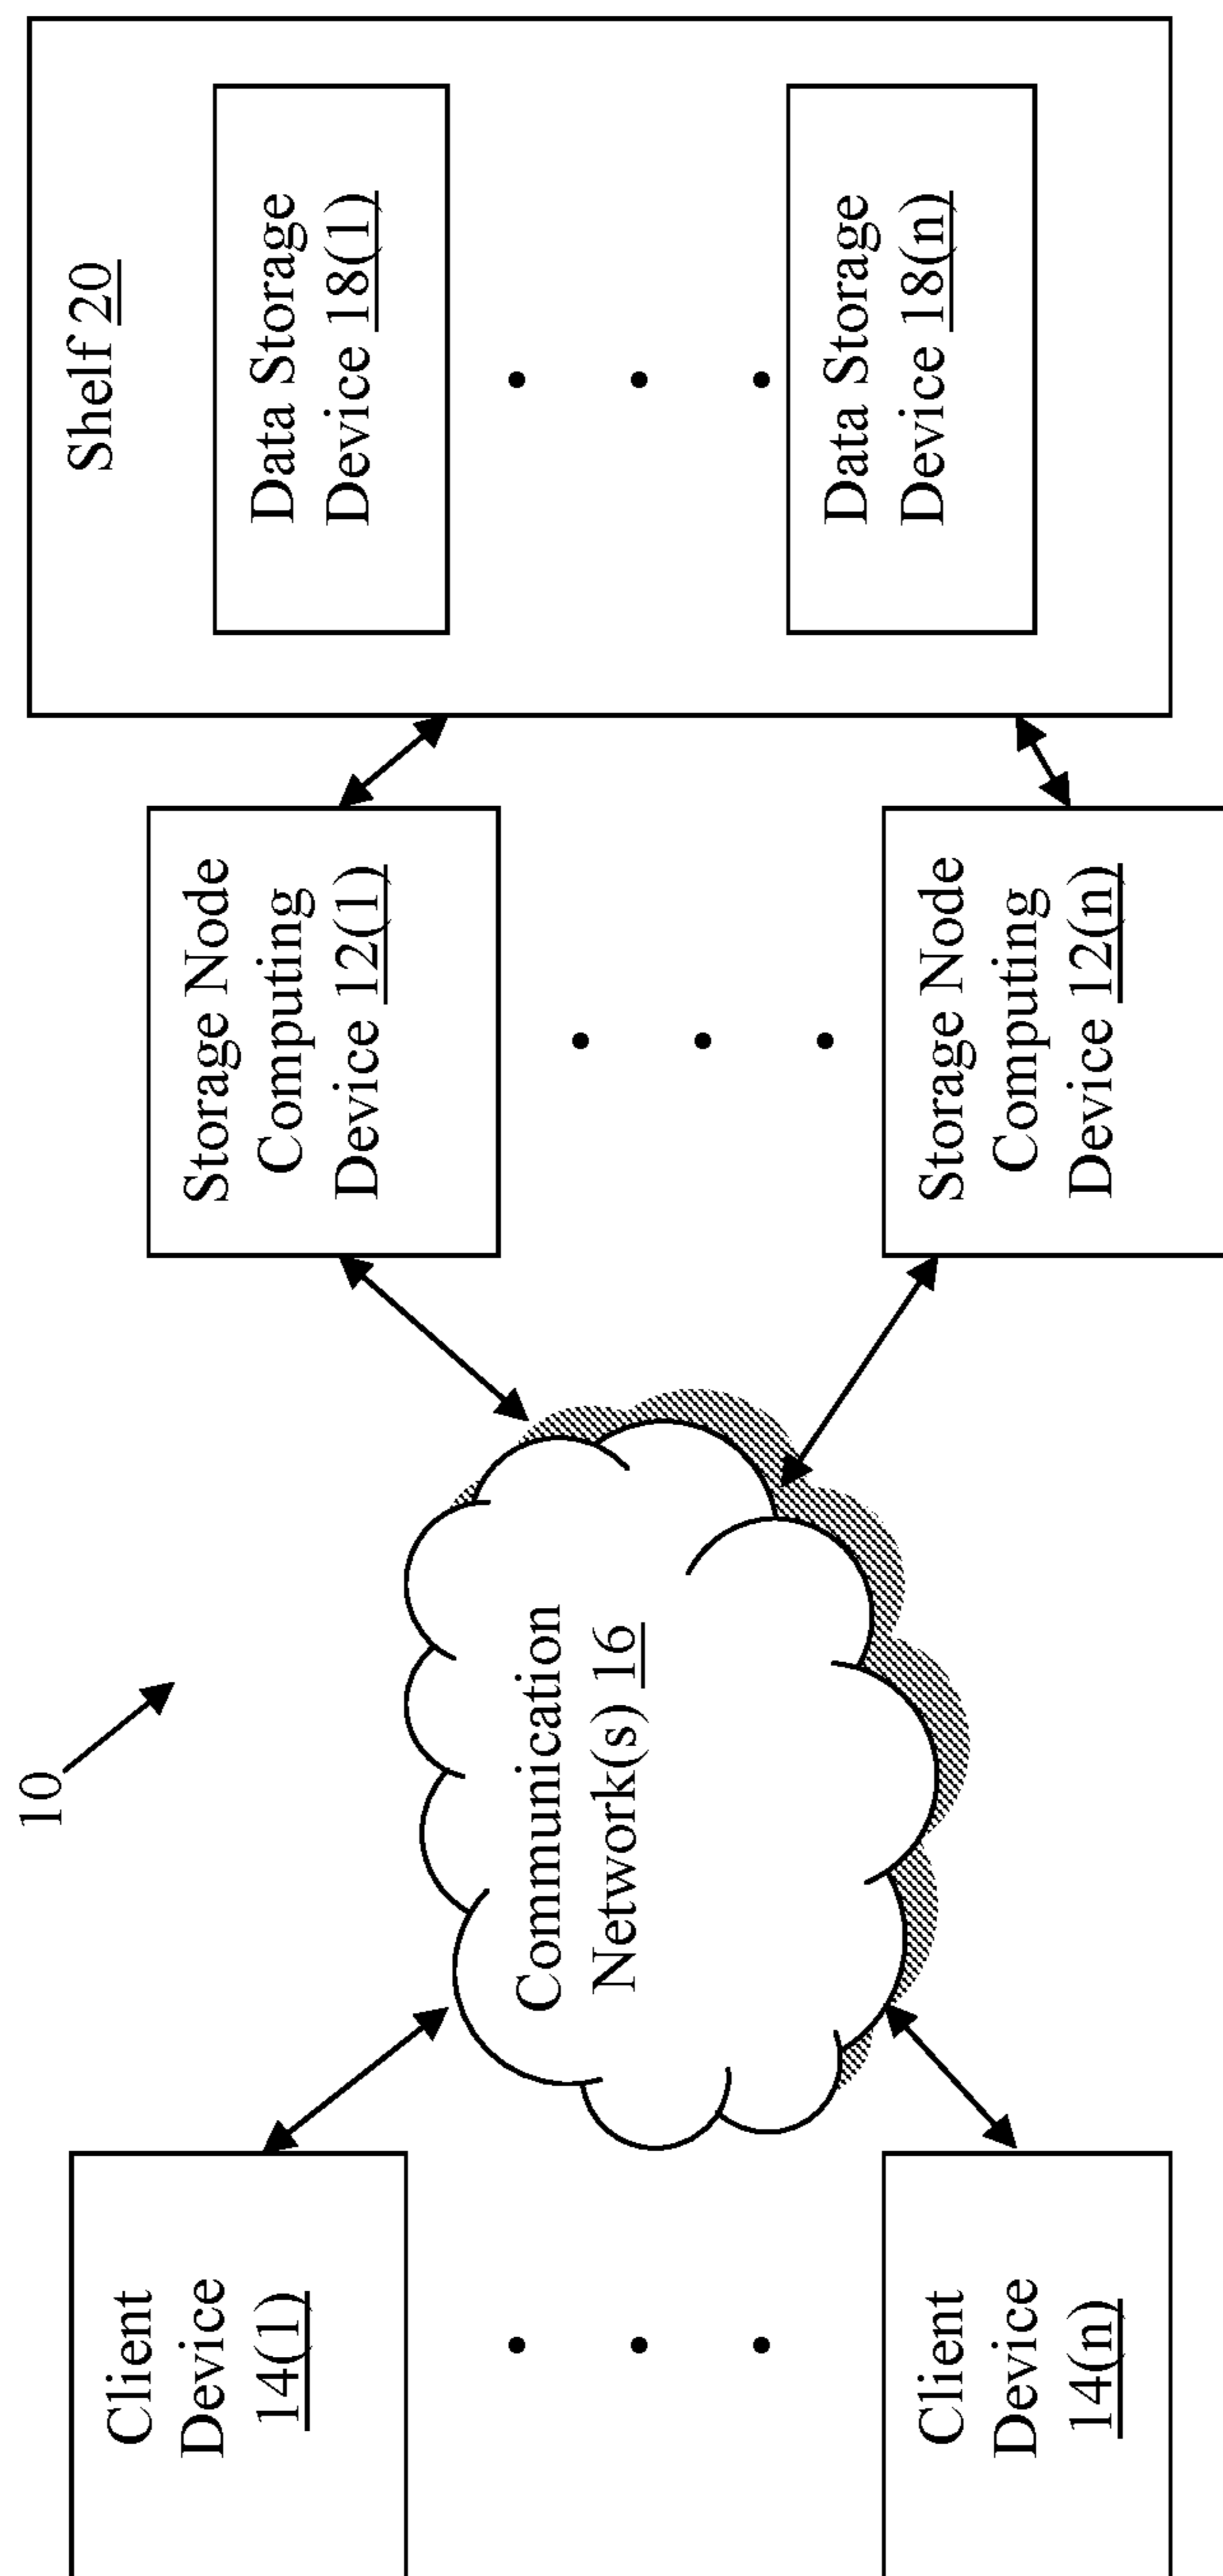 10
Client
Device
14(1)
Client
Device
14(n)
Communication
Network(s) 16
Storage Node
Computing
Device 12(1)
Storage Node
Computing
Device 12(n)
Shelf 20
Data Storage
Device 18(1)
Data Storage
Device 18(n)